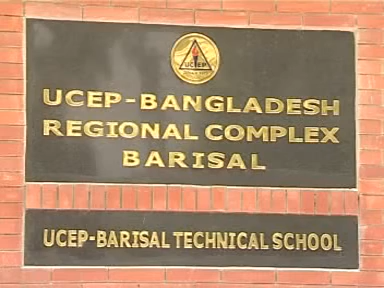 UCEP
UCEP-BANGLADESH
REGIONAL COMPLEX
BARISAL
UCEP-BARISAL TECHNICAL SCHOOL